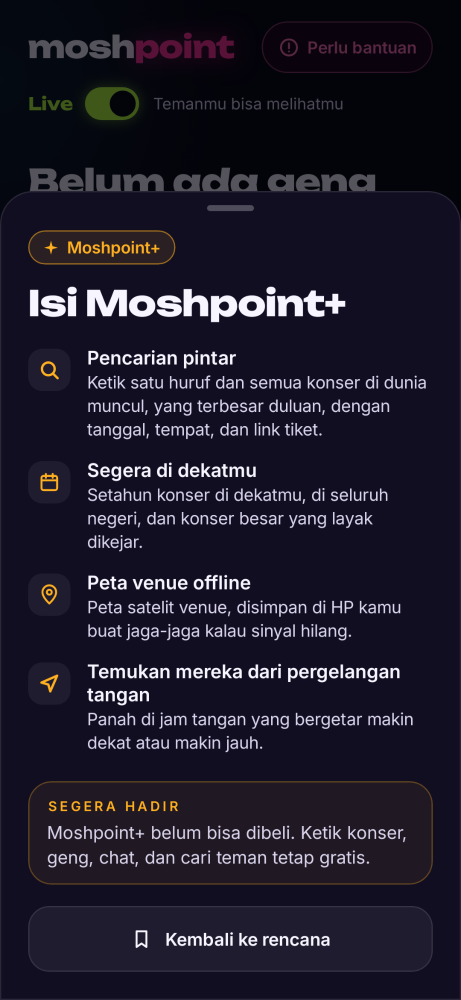 moshpoint
Perlu bantuan
Live
Temanmu bisa melihatmu
Belum ada geng
Moshpoint+
Isi Moshpoint+
Pencarian pintar
Ketik satu huruf dan semua konser di dunia
muncul, yang terbesar duluan, dengan
tanggal, tempat, dan link tiket.
Segera di dekatmu
Setahun konser di dekatmu, di seluruh
negeri, dan konser besar yang layak
dikejar.
Peta venue offline
Peta satelit venue, disimpan di HP kamu
buat jaga-jaga kalau sinyal hilang.
Temukan mereka dari pergelangan
tangan
Panah di jam tangan yang bergetar makin
dekat atau makin jauh.
SEGERA HADIR
Moshpoint+ belum bisa dibeli. Ketik konser,
geng, chat, dan cari teman tetap gratis.
Kembali ke rencana